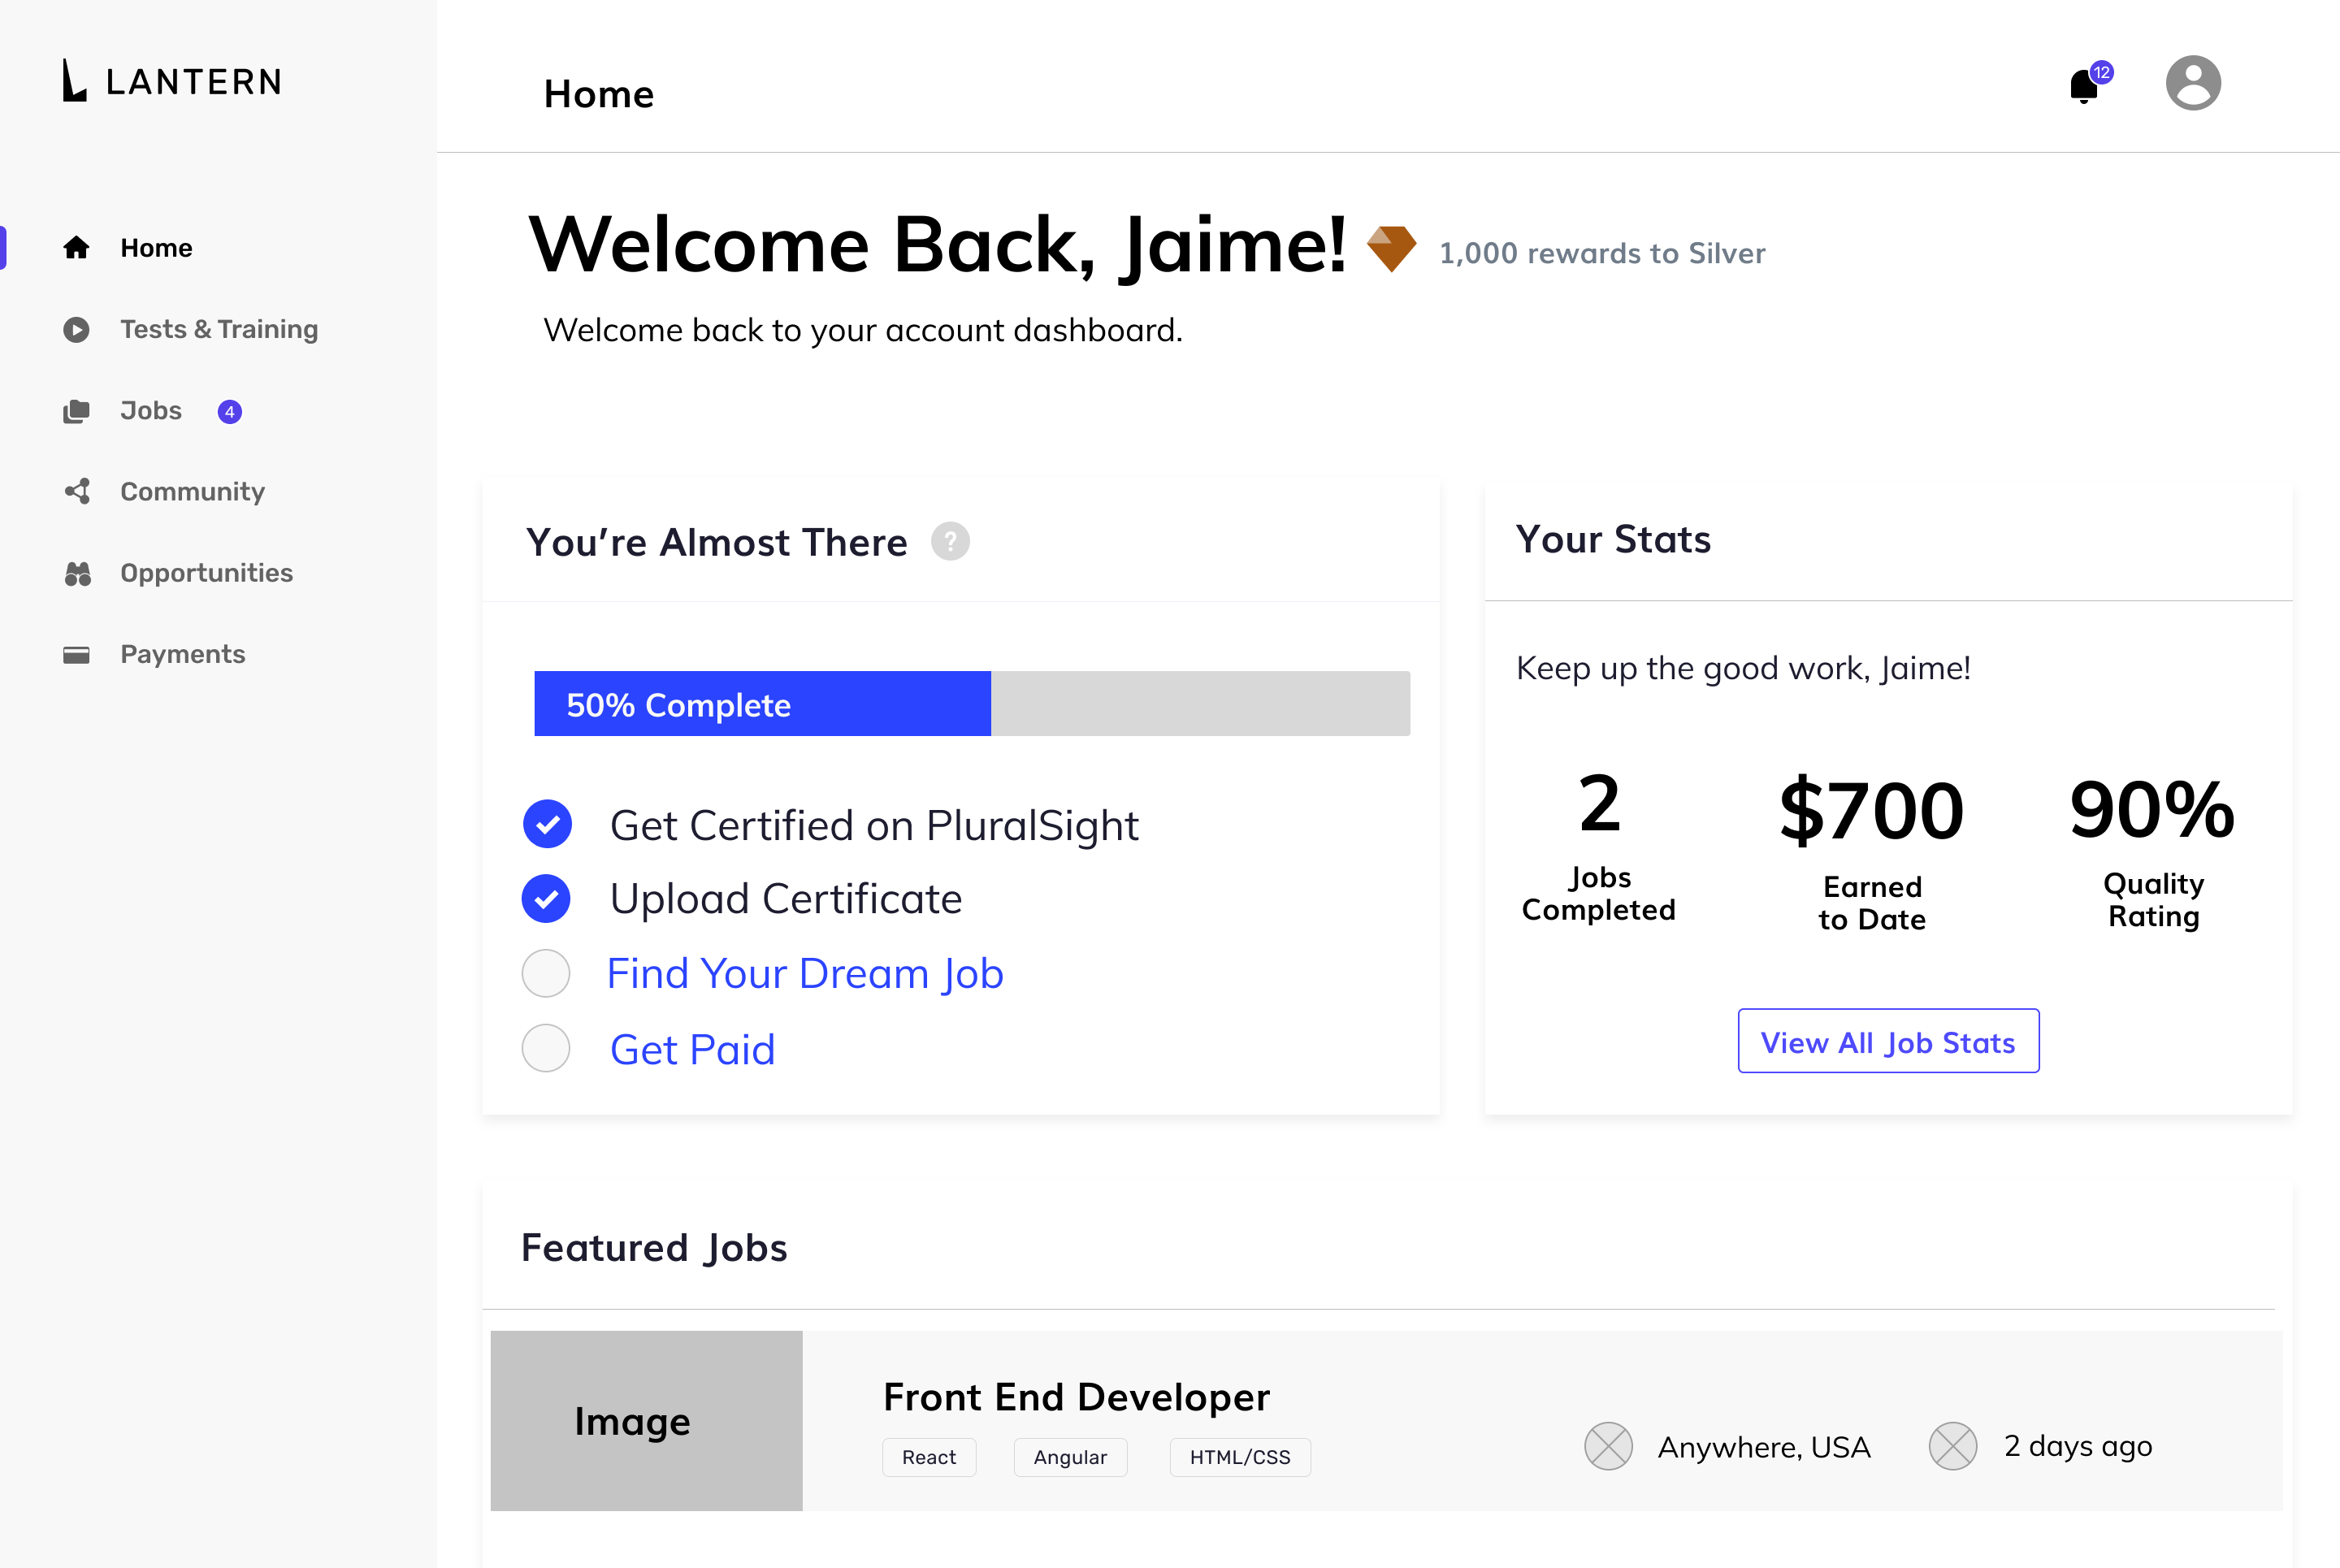 LANTERN
Home
12
Home
Tests & Training
Jobs
4
Community
Opportunities
Payments
Welcome Back, Jaime!
1,000 rewards to Silver
Welcome back to your account dashboard.
You’re Almost There
?
50% Complete
Get Certified on PluralSight
Upload Certificate
Find Your Dream Job
Get Paid
Your Stats
Keep up the good work, Jaime!
2
Jobs
Completed
$700
Earned
to Date
90%
Quality
Rating
View All Job Stats
Featured Jobs
Image
Front End Developer
React
Angular
HTML/CSS
Anywhere, USA
2 days ago